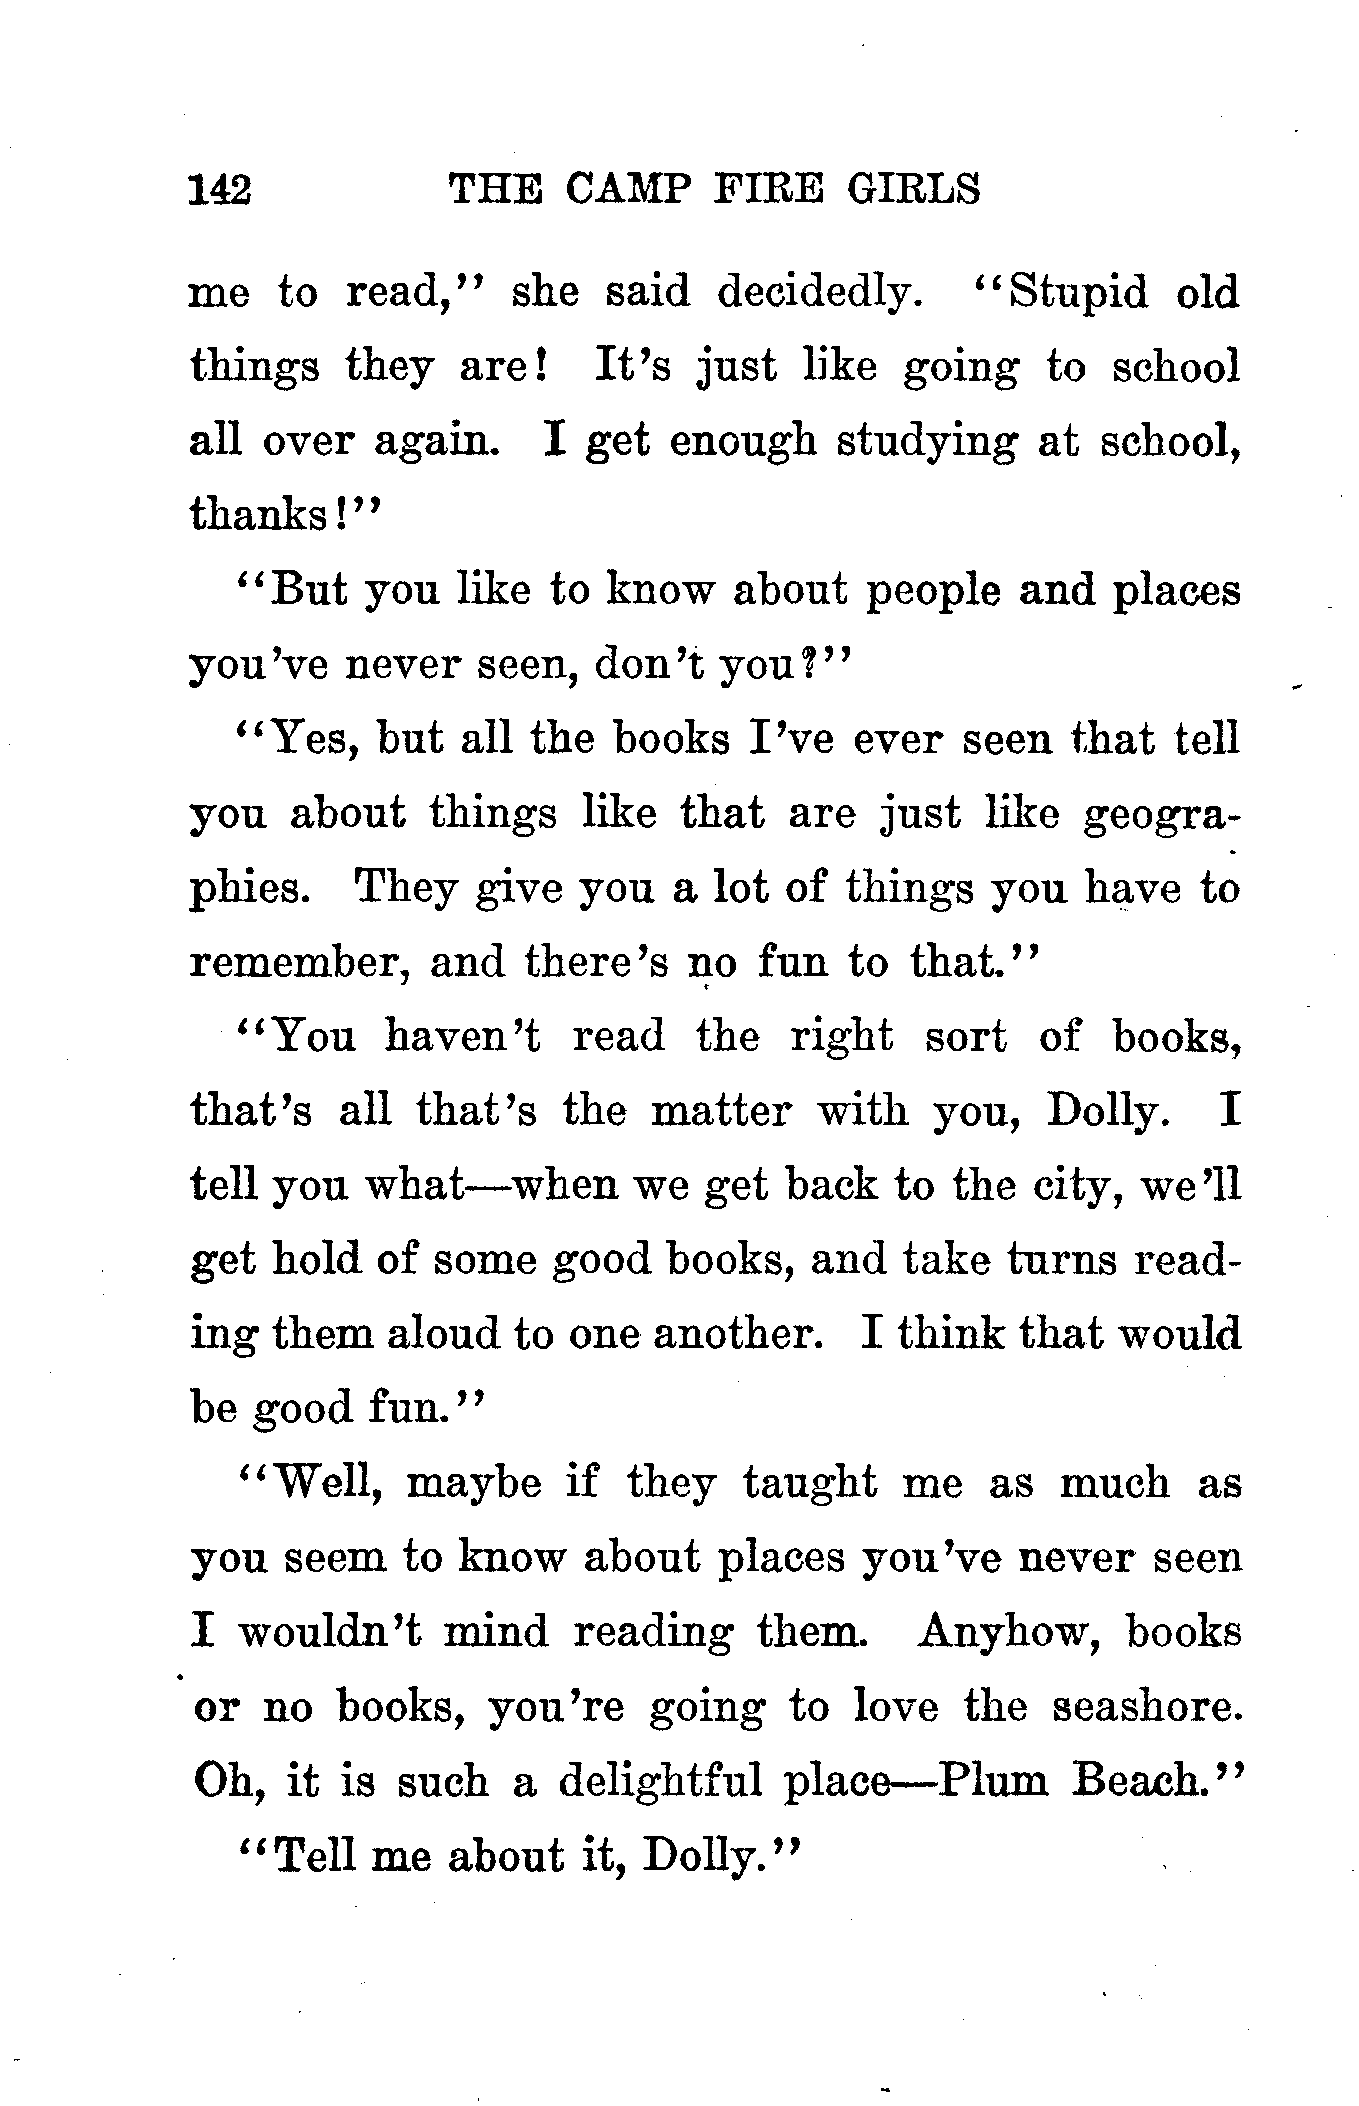 142 THE CAMP FIRE GIRLS
me to read," she said decidedly. "Stupid old
things they are! It's just like going to school
all over again. I get enough studying at school,
thanks!"
"But you like to know about people and places
you've never seen, don't you?"
"Yes, but all the books I've ever seen that tell
you about things like that are just like geogra-
phies. They give you a lot of things you have to
remember, and there's no fun to that."
"You haven't read the right sort of books,
that's all that's the matter with you, Dolly. I
tell you what—when we get back to the city, we'll
get hold of some good books, and take turns read-
ing them aloud to one another. I think that would
be good fun."
"Well, maybe if they taught me as much as
you seem to know about places you've never seen
I wouldn't mind reading them. Anyhow, books
or no books, you're going to love the seashore.
Oh, it is such a delightful place—Plum Beach."
"Tell me about it, Dolly."